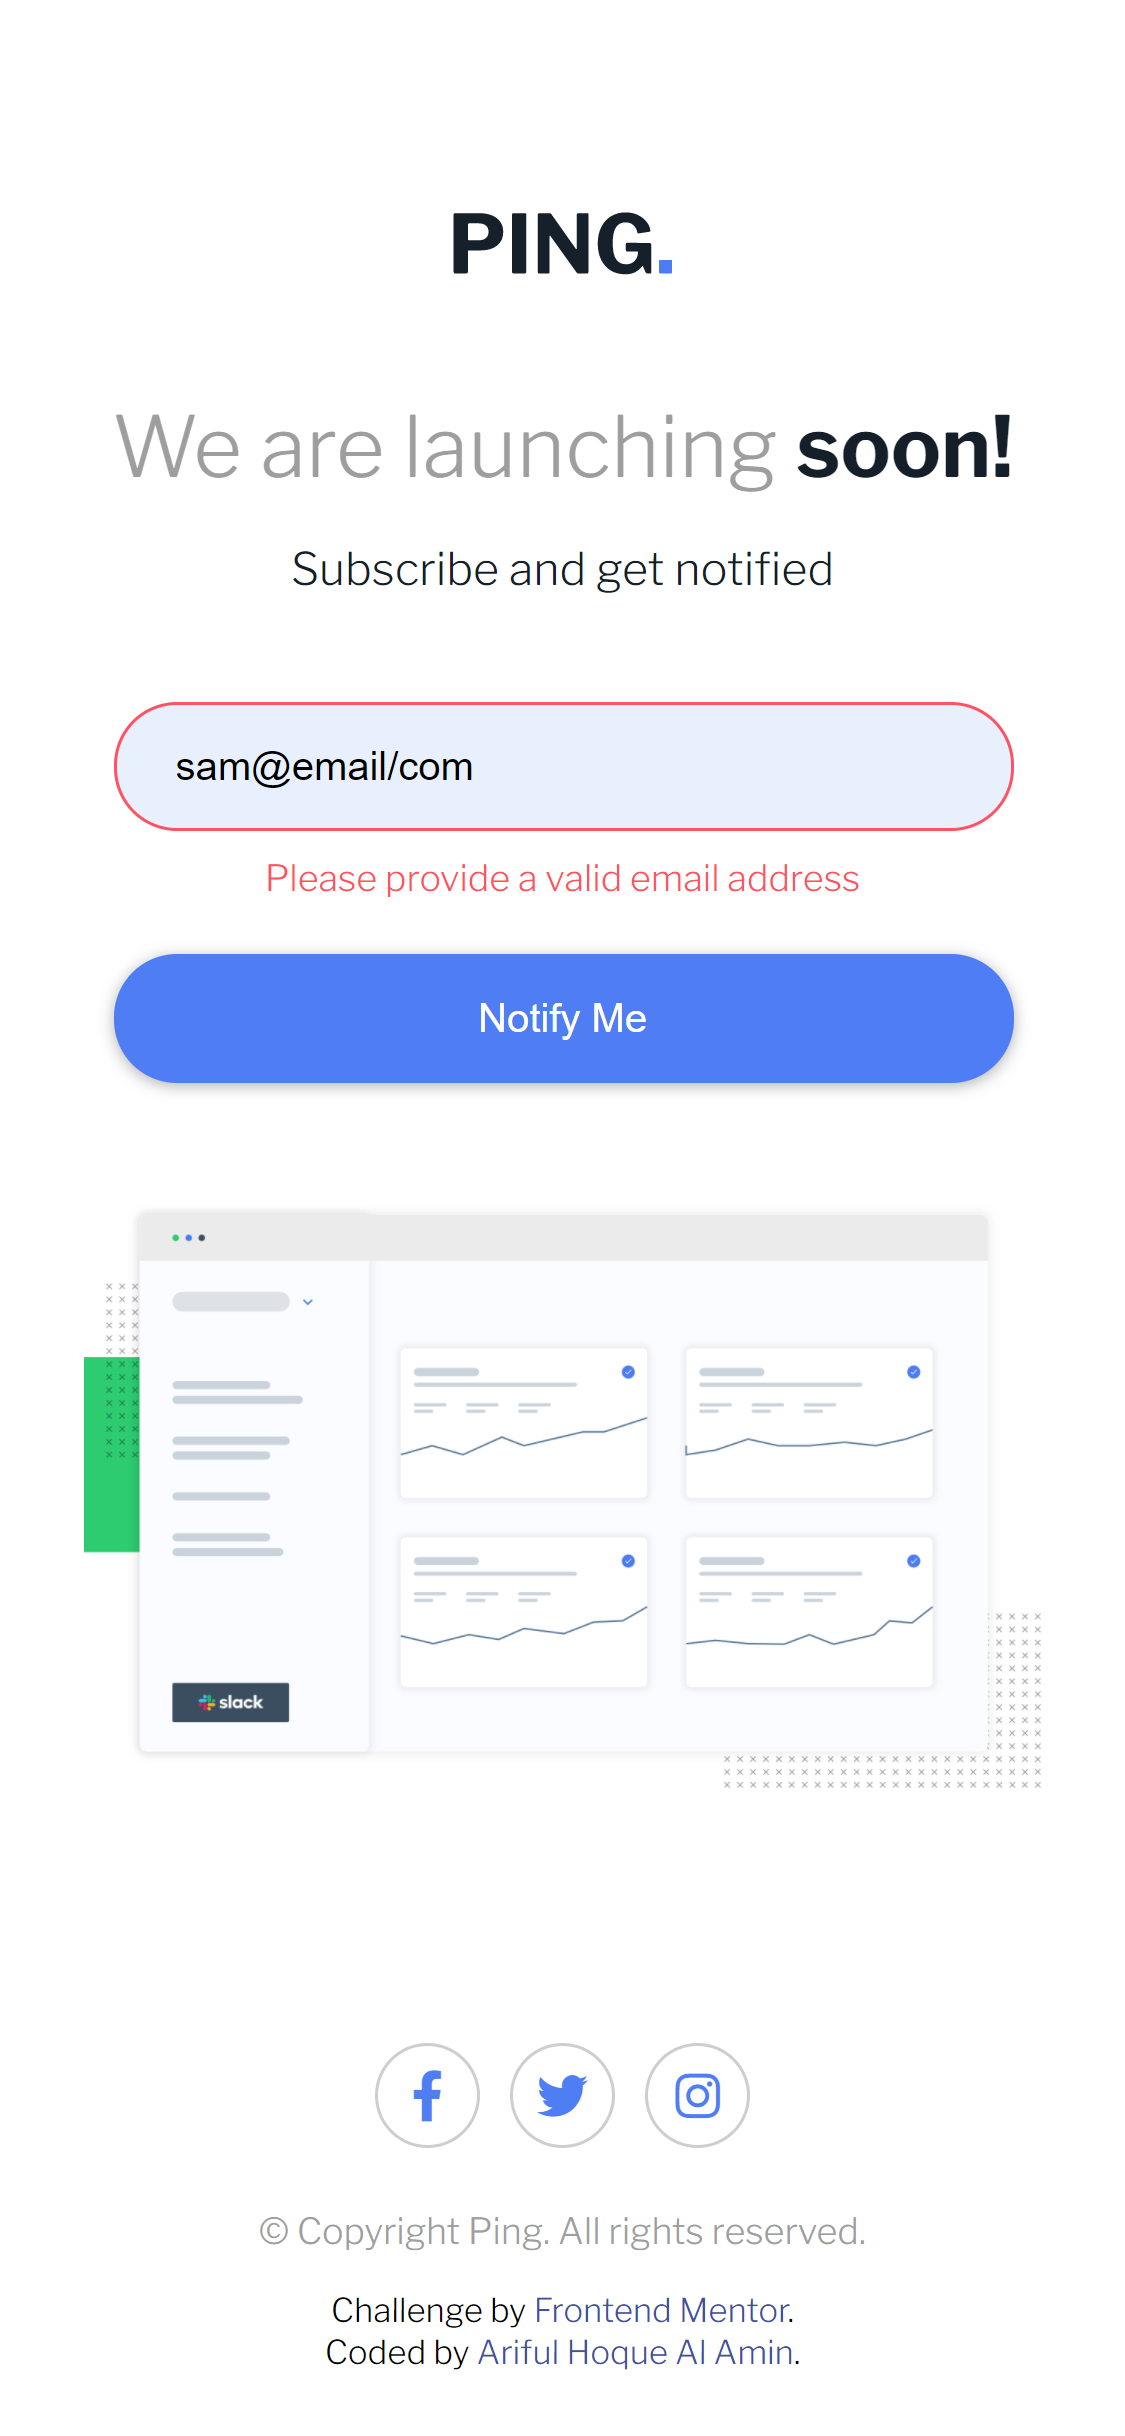 PING.
We are launching soon!
Subscribe and get notified
sam@email/com
Please provide a valid email address
Notify Me
slack
© Copyright Ping. All rights reserved.
Challenge by Frontend Mentor.
Coded by Ariful Hoque Al Amin.